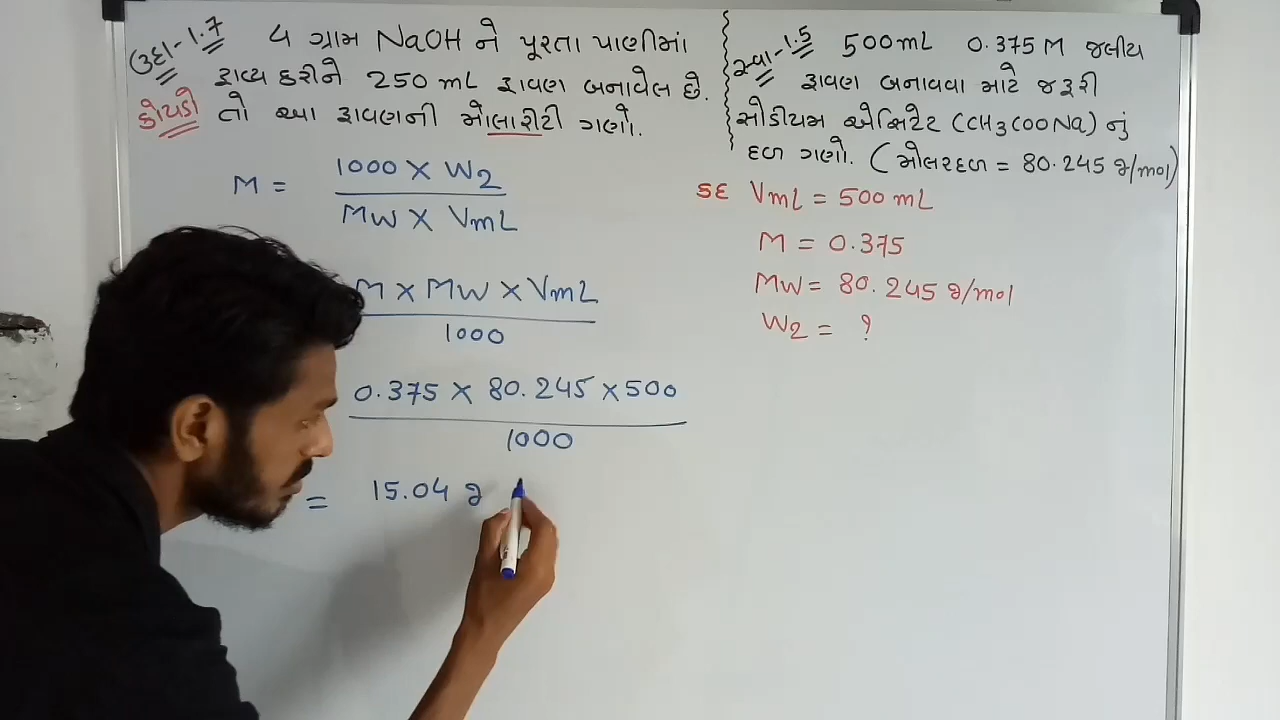 ઉદા-1.7 4 ગ્રામ NaOH ને પૂરતા પાણીમાં
દ્રાવ્ય કરીને 250 mL દ્રાવણ બનાવેલ છે.
કોયડો તો આ દ્રાવણની મોલારીટી ગણો.
M = 1000 X W2
MW X VmL
M X MW X VmL
1000
0.375 X 80.245 X 500
1000
= 15.04 g
સ્વા-1.5 500mL 0.375 M જલીય
દ્રાવણ બનાવવા માટે જરૂરી
સોડીયમ એસિટેટ (CH3COONa) નું
દળ ગણો. (મોલરદળ = 80.245 g/mol)
કદ VmL = 500 mL
M = 0.375
MW = 80.245 g/mol
W2 = ?